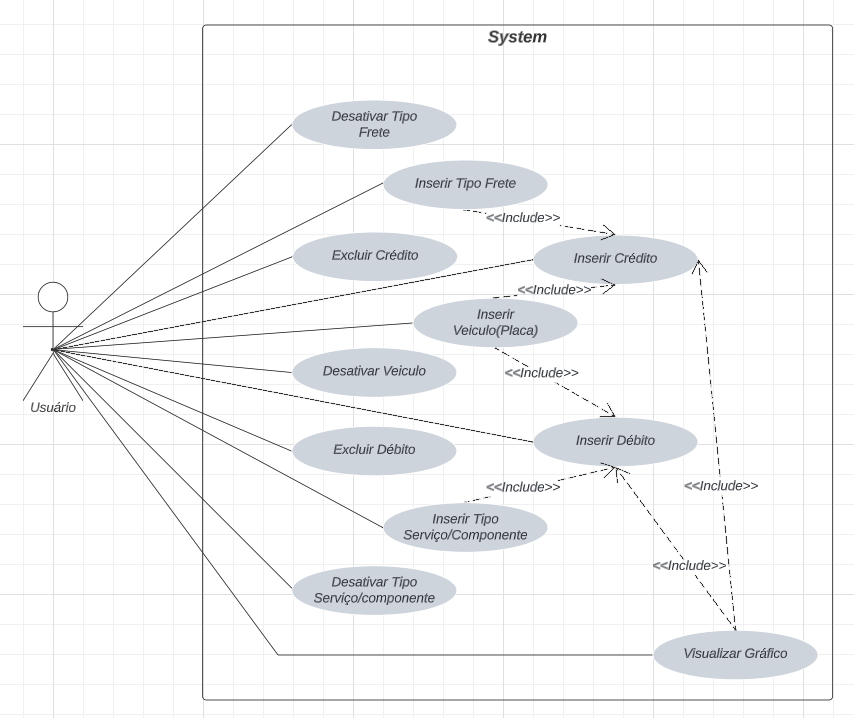 System
Desativar Tipo
Frete
Inserir Tipo Frete
<<Include>>
Excluir Crédito
Inserir Crédito
<<Include>>
Inserir
Veiculo(Placa)
Desativar Veiculo
<<Include>>
Usuário
Excluir Débito
Inserir Débito
<<Include>>
<<Include>>
Inserir Tipo
Serviço/Componente
<<Include>>
Desativar Tipo
Serviço/componente
Visualizar Gráfico